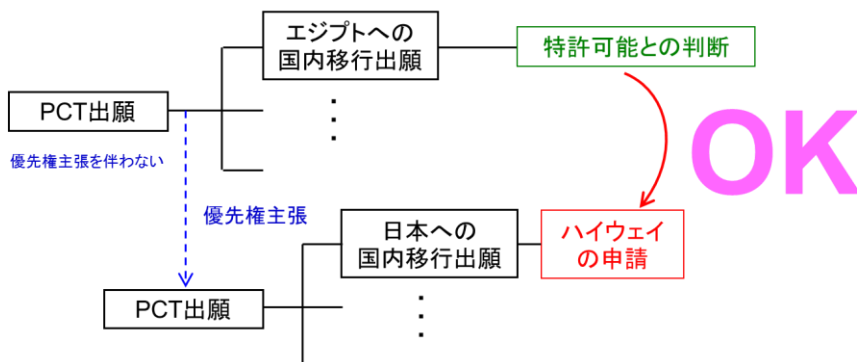 エジプトへの
国内移行出願
特許可能との判断
PCT出願
優先権主張を伴わない
OK
優先権主張
日本への
国内移行出願
ハイウェイ
の申請
PCT出願